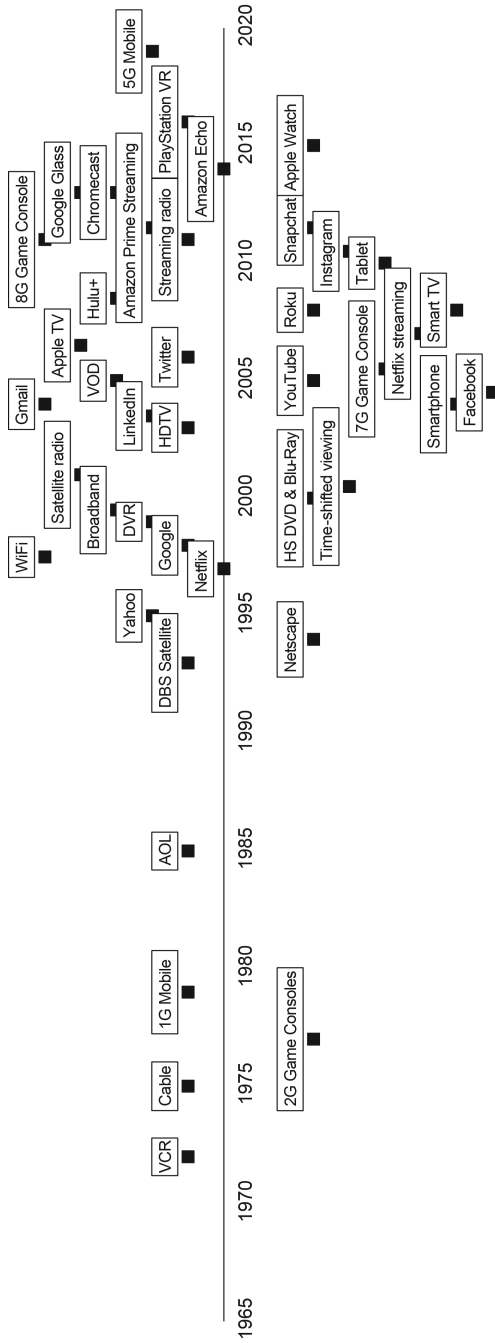 WiFi
Gmail
8G Game Console
Satellite radio
Apple TV
Google Glass
Broadband
VOD
Hulu+
Chromecast
DVR
LinkedIn
Amazon Prime Streaming
5G Mobile
Yahoo
Google
HDTV
Twitter
Streaming radio
PlayStation VR
VCR
Cable
1G Mobile
AOL
DBS Satellite
Netflix
Amazon Echo
1965
1970
1975
1980
1985
1990
1995
2000
2005
2010
2015
2020
2G Game Consoles
Netscape
HS DVD & Blu-Ray
YouTube
Roku
Snapchat
Apple Watch
Time-shifted viewing
Instagram
7G Game Console
Tablet
Netflix streaming
Smartphone
Smart TV
Facebook